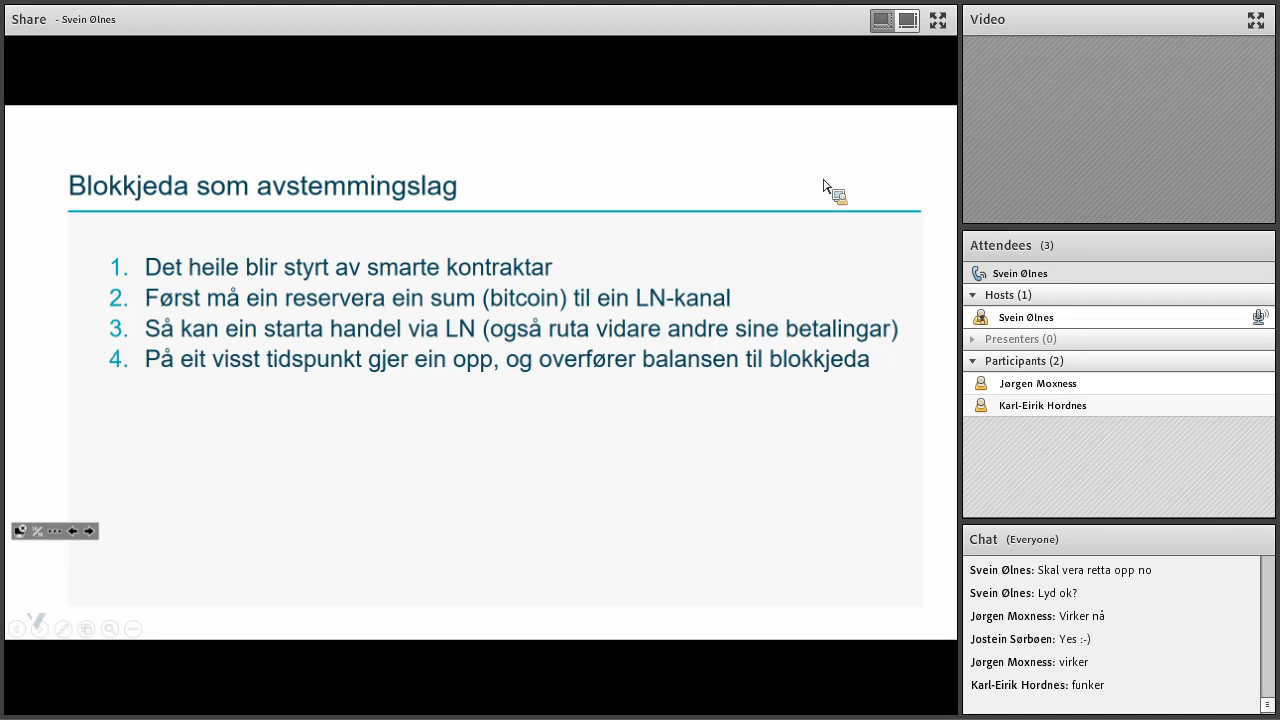 Share - Svein Ølnes
Blokkjeda som avstemmingslag
1. Det heile blir styrt av smarte kontraktar
2. Først må ein reservera ein sum (bitcoin) til ein LN-kanal
3. Så kan ein starta handel via LN (også ruta vidare andre sine betalingar)
4. På eit visst tidspunkt gjer ein opp, og overfører balansen til blokkjeda
Video
Attendees (3)
Svein Ølnes
Hosts (1)
Svein Ølnes
Presenters (0)
Participants (2)
Jørgen Moxness
Karl-Eirik Hordnes
Chat (Everyone)
Svein Ølnes: Skal vera retta opp no
Svein Ølnes: Lyd ok?
Jørgen Moxness: Virker nå
Jostein Sørbøen: Yes :-)
Jørgen Moxness: virker
Karl-Eirik Hordnes: funker